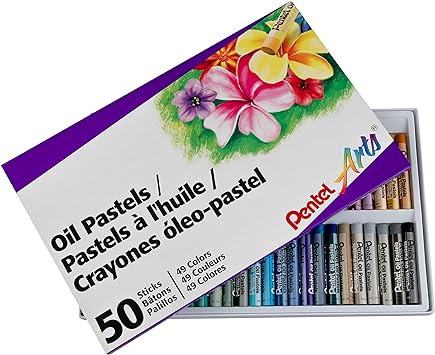 Oil Pastels /
Pastels à l'huile /
Crayones óleo-pastel
50
Sticks
Bâtons
Palillos
49 Colors
49 Couleurs
49 Colores
Pentel Arts®